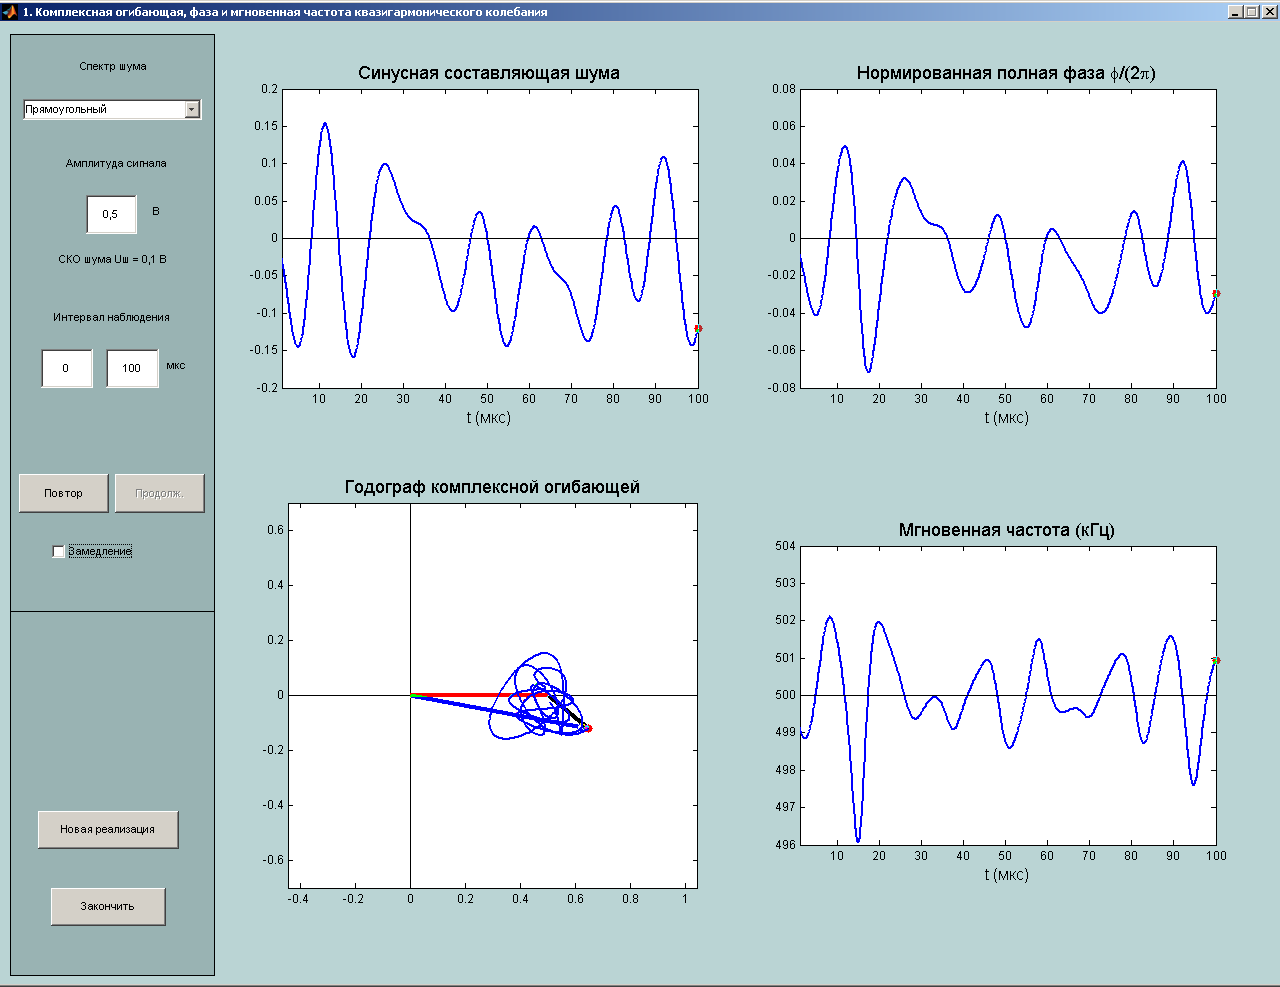 1. Комплексная огибающая, фаза и мгновенная частота квазигармонического колебания
Спектр шума
Прямоугольный
Амплитуда сигнала
0,5 В
СКО шума Uш = 0,1 В
Интервал наблюдения
0 100 мкс
Повтор Продолж.
Замедление
Новая реализация
Закончить
Синусная составляющая шума
0.2
0.15
0.1
0.05
0
-0.05
-0.1
-0.15
-0.2
10 20 30 40 50 60 70 80 90 100
t (мкс)
Нормированная полная фаза ϕ/(2π)
0.08
0.06
0.04
0.02
0
-0.02
-0.04
-0.06
-0.08
10 20 30 40 50 60 70 80 90 100
t (мкс)
Годограф комплексной огибающей
0.6
0.4
0.2
0
-0.2
-0.4
-0.6
-0.4 -0.2 0 0.2 0.4 0.6 0.8 1
Мгновенная частота (кГц)
504
503
502
501
500
499
498
497
496
10 20 30 40 50 60 70 80 90 100
t (мкс)